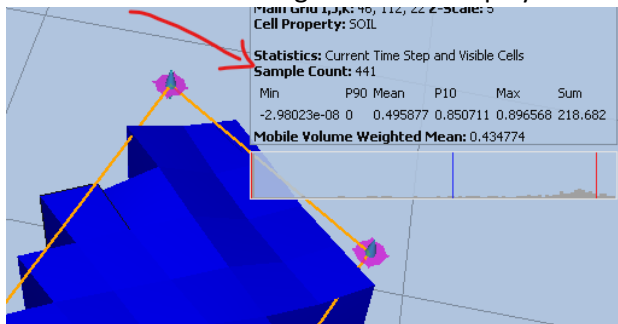 Main Grid I,J,K: 46, 112, 22 Z-Scale: 5
Cell Property: SOIL
Statistics: Current Time Step and Visible Cells
Sample Count: 441
Min P90 Mean P10 Max Sum
-2.98023e-08 0 0.495877 0.850711 0.896568 218.682
Mobile Volume Weighted Mean: 0.434774